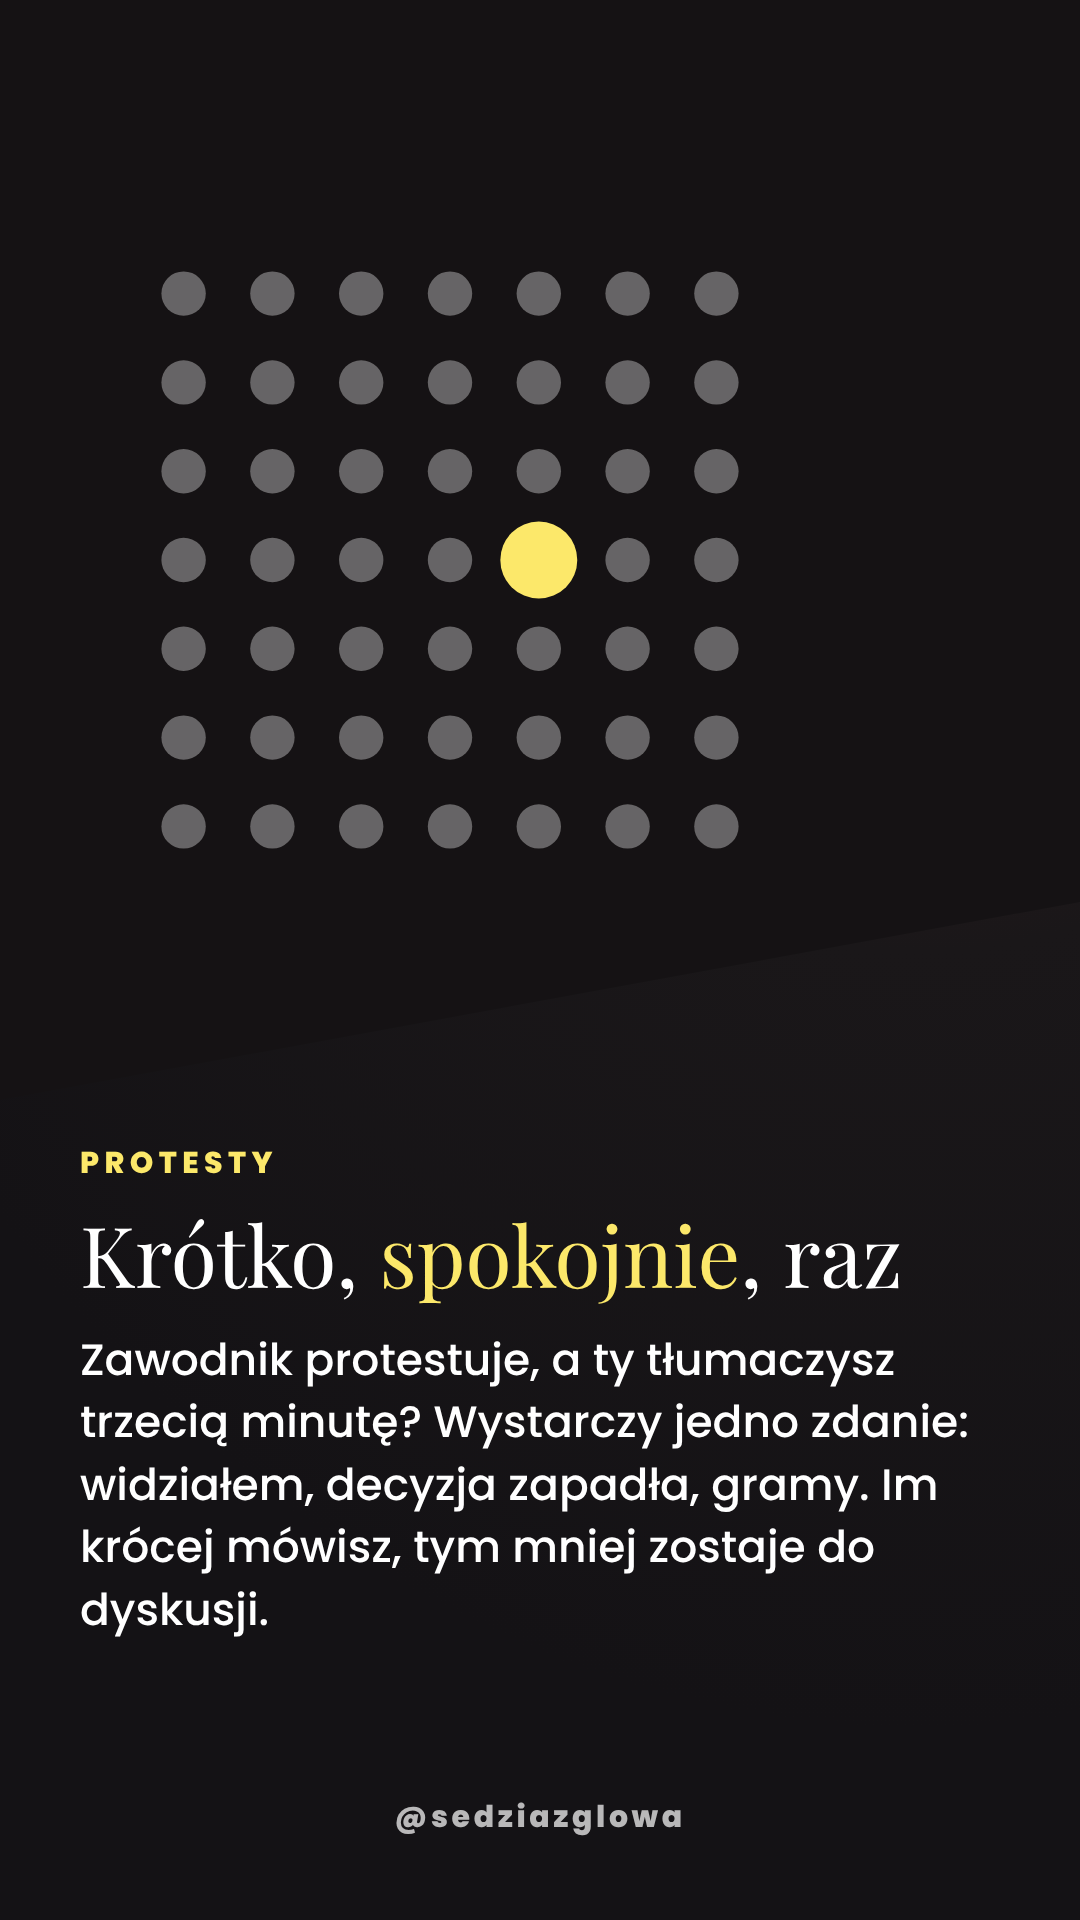 PROTESTY
Krótko, spokojnie, raz
Zawodnik protestuje, a ty tłumaczysz
trzecią minutę? Wystarczy jedno zdanie:
widziałem, decyzja zapadła, gramy. Im
krócej mówisz, tym mniej zostaje do
dyskusji.
@sedziazglowa